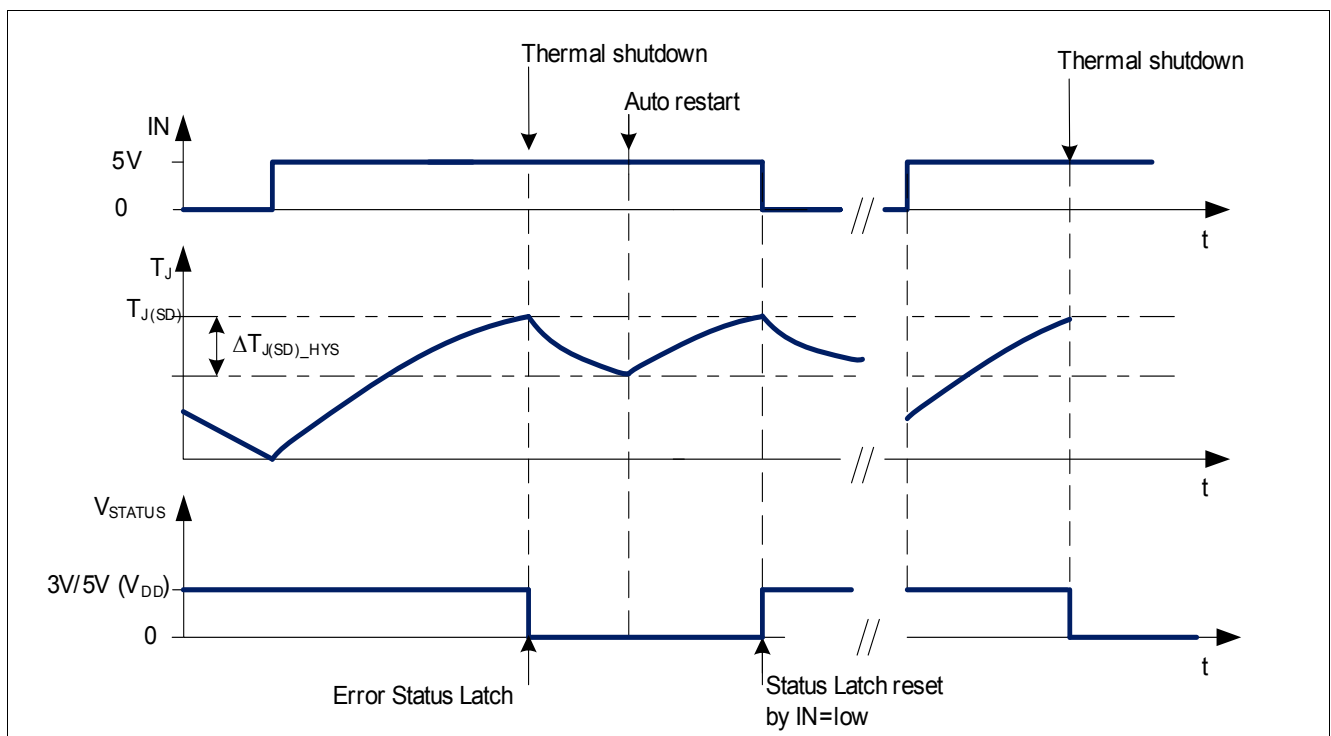 Thermal shutdown
Thermal shutdown
Auto restart
IN
5V
0
//
t
TJ
TJ(SD)
ΔTJ(SD)_HYS
//
t
VSTATUS
3V/5V (VDD)
0
//
t
Error Status Latch
Status Latch reset
by IN=low